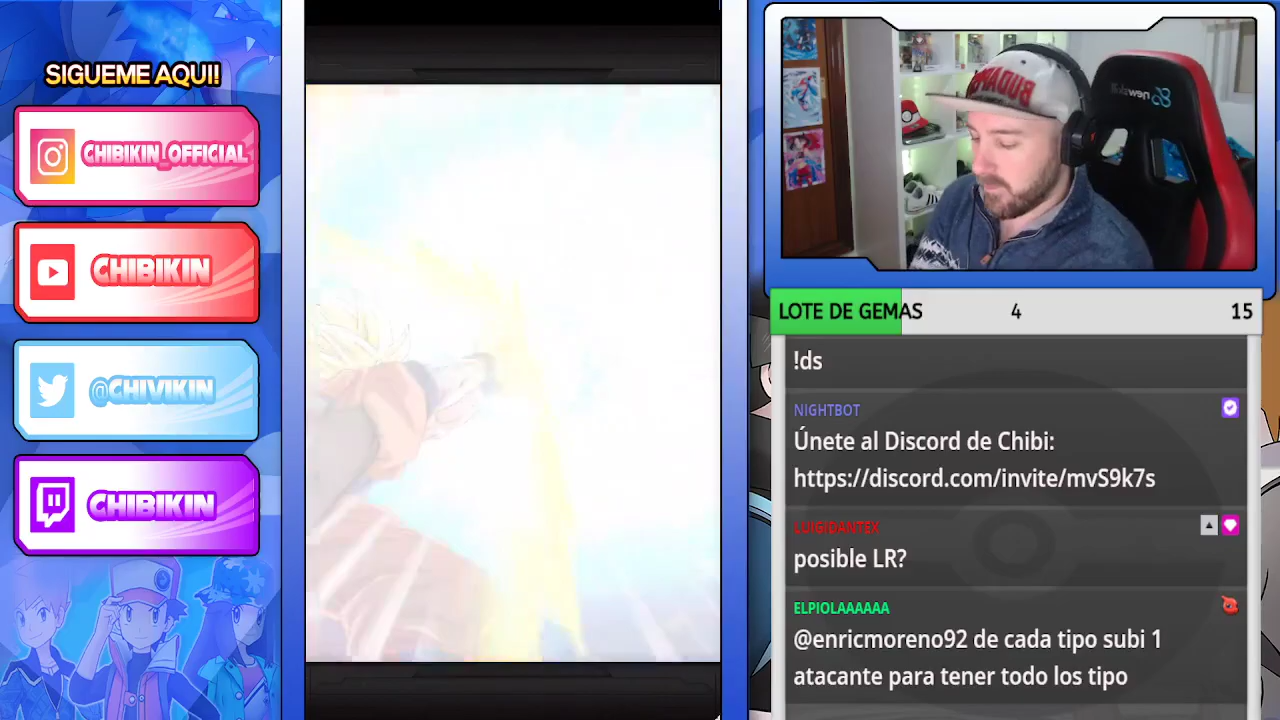 SIGUEME AQUI!
CHIBIKIN_OFFICIAL
CHIBIKIN
@CHIVIKIN
CHIBIKIN
newskill
LOTE DE GEMAS 4 15
!ds
NIGHTBOT
Únete al Discord de Chibi:
https://discord.com/invite/mvS9k7s
LUIGIDANTEX
posible LR?
ELPIOLAAAAAA
@enricmoreno92 de cada tipo subi 1
atacante para tener todo los tipo